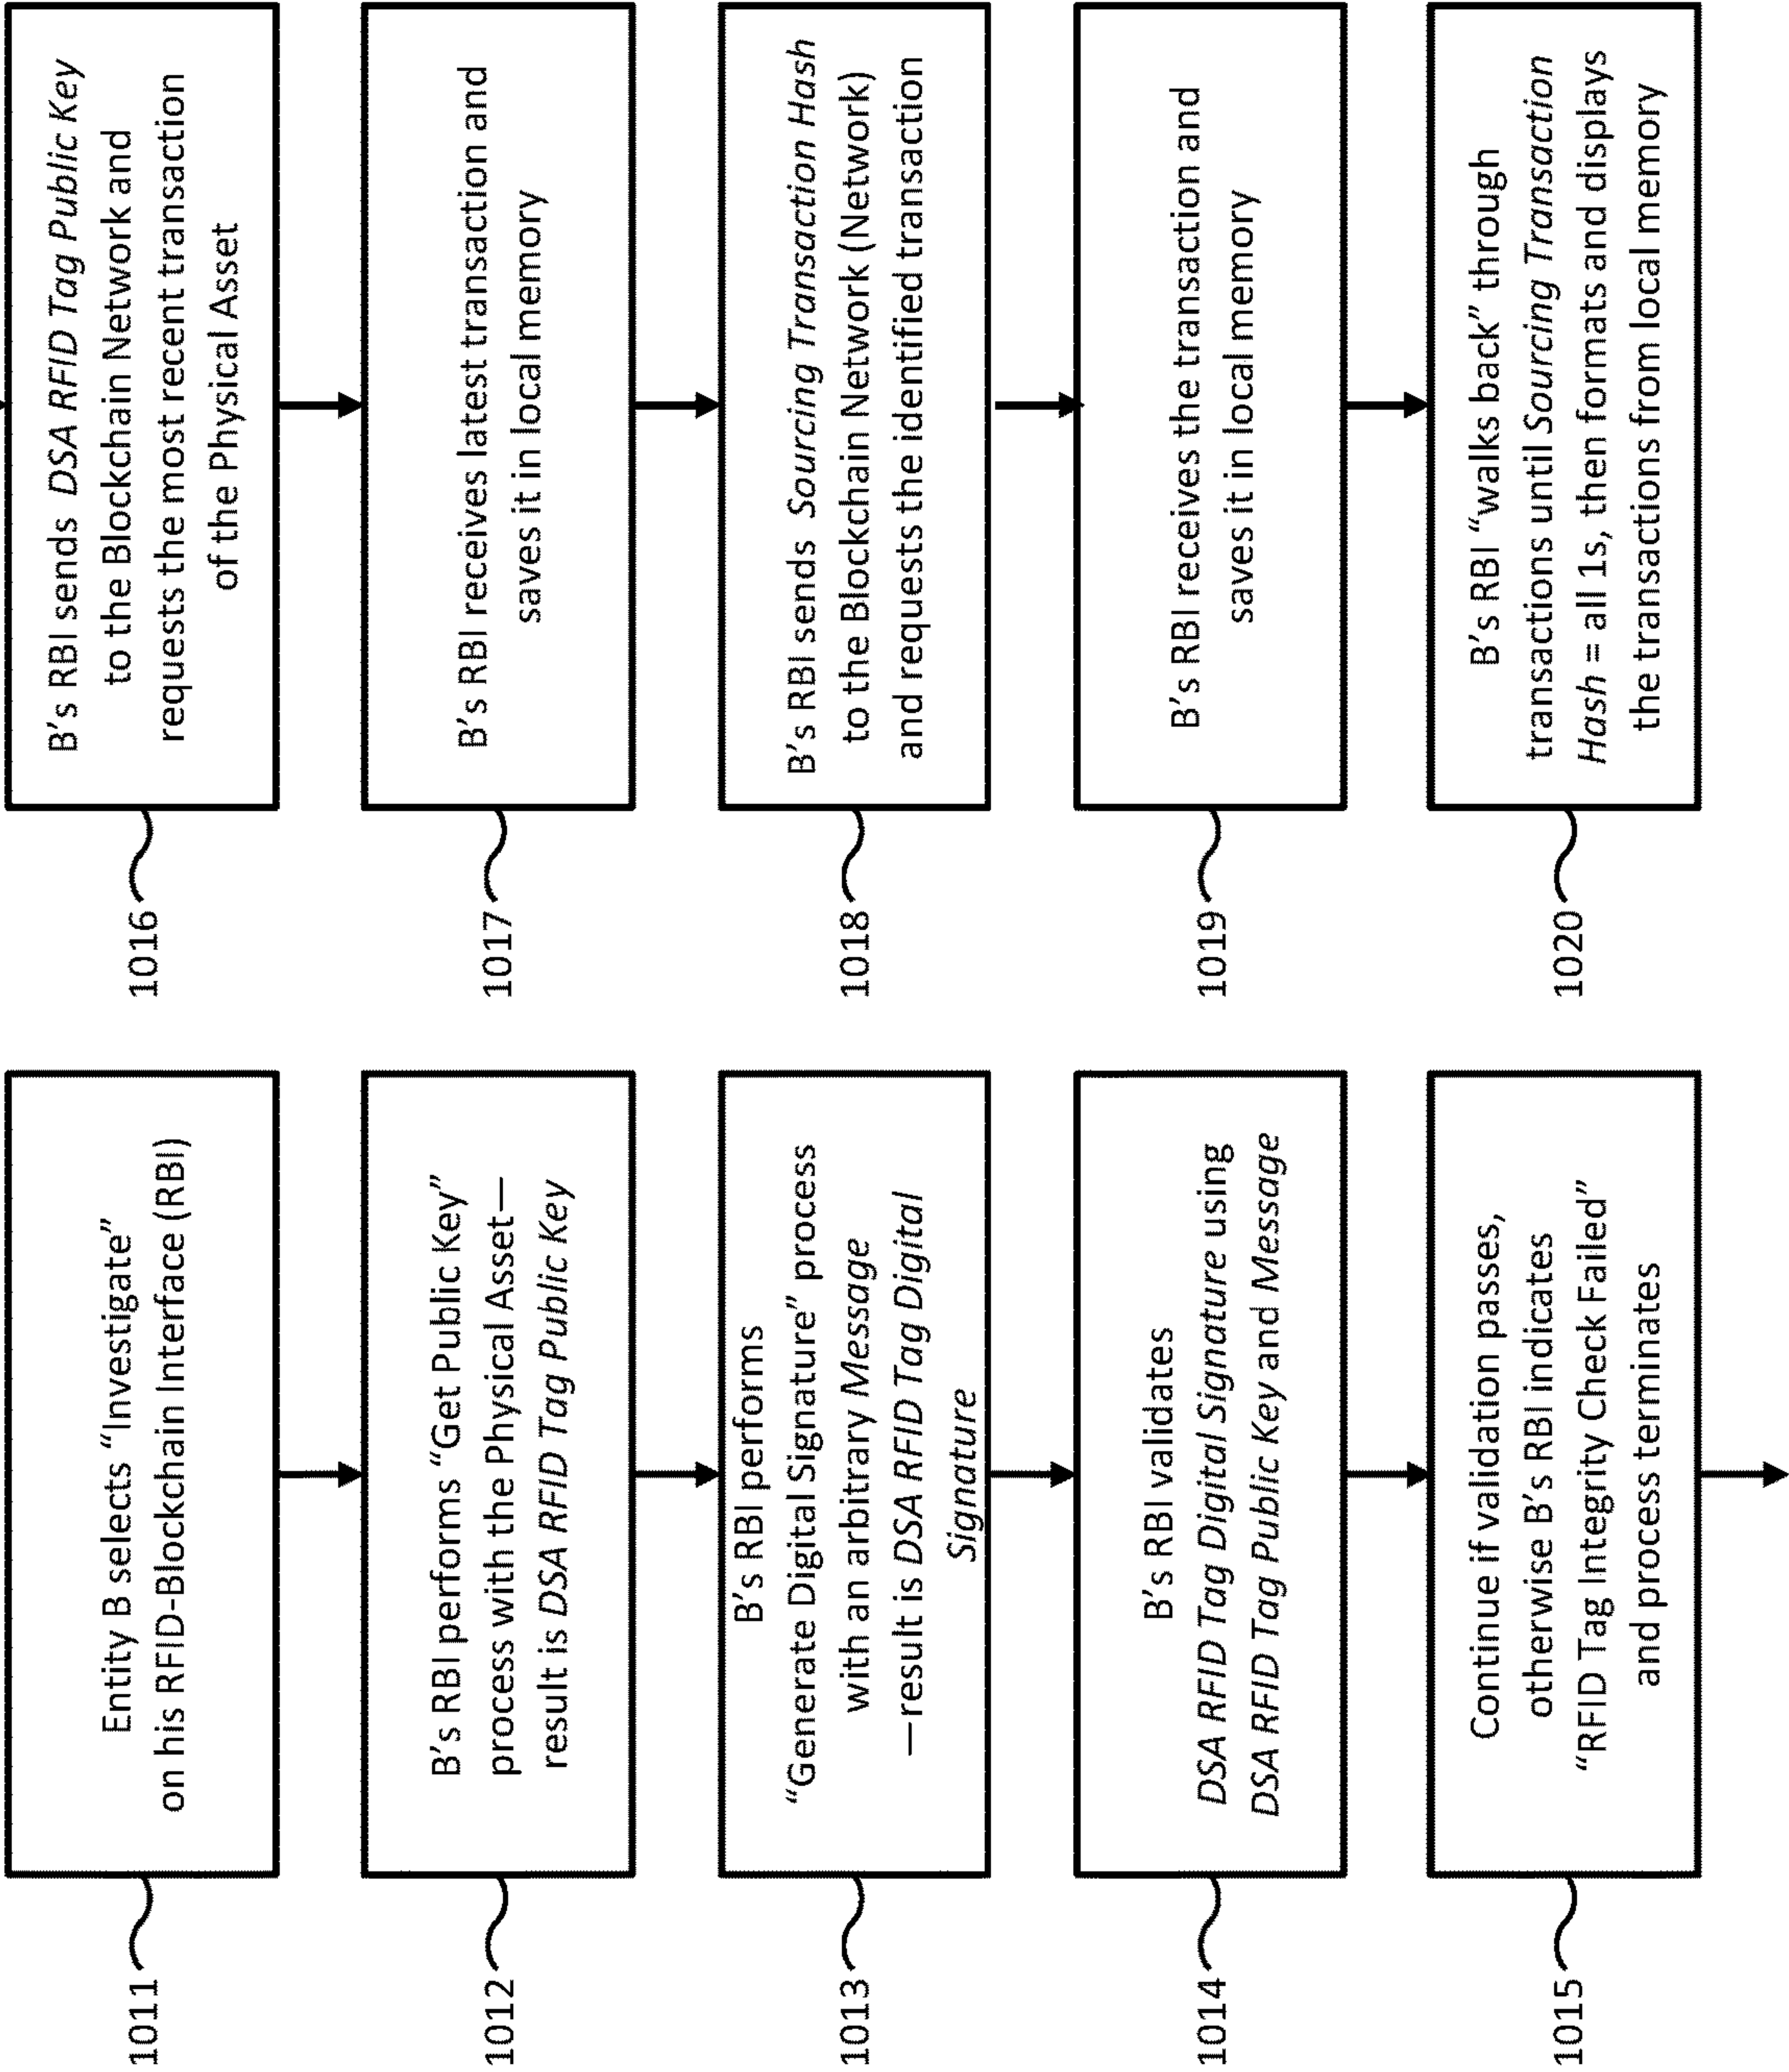 1011
Entity B selects “Investigate”
on his RFID-Blockchain Interface (RBI)
1012
B’s RBI performs “Get Public Key”
process with the Physical Asset—
result is DSA RFID Tag Public Key
1013
B’s RBI performs
“Generate Digital Signature” process
with an arbitrary Message
—result is DSA RFID Tag Digital
Signature
1014
B’s RBI validates
DSA RFID Tag Digital Signature using
DSA RFID Tag Public Key and Message
1015
Continue if validation passes,
otherwise B’s RBI indicates
“RFID Tag Integrity Check Failed”
and process terminates
1016
B’s RBI sends DSA RFID Tag Public Key
to the Blockchain Network and
requests the most recent transaction
of the Physical Asset
1017
B’s RBI receives latest transaction and
saves it in local memory
1018
B’s RBI sends Sourcing Transaction Hash
to the Blockchain Network (Network)
and requests the identified transaction
1019
B’s RBI receives the transaction and
saves it in local memory
1020
B’s RBI “walks back” through
transactions until Sourcing Transaction
Hash = all 1s, then formats and displays
the transactions from local memory